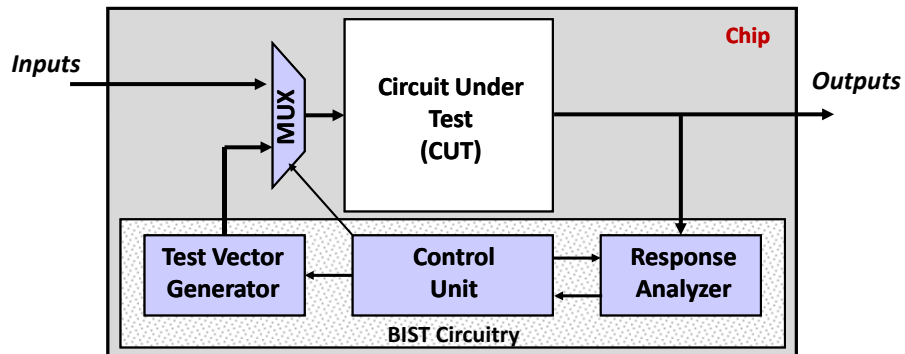 Chip
Inputs
Outputs
MUX
Circuit Under
Test
(CUT)
Test Vector
Generator
Control
Unit
Response
Analyzer
BIST Circuitry